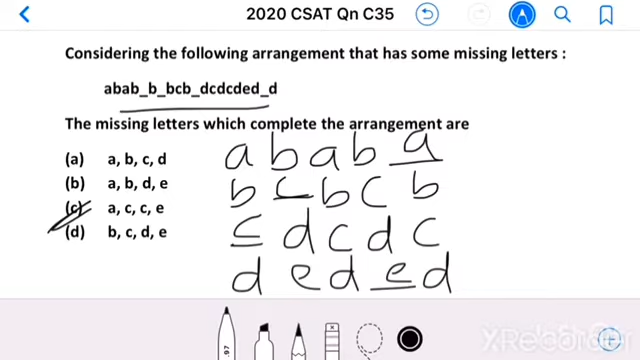 2020 CSAT Qn C35
Considering the following arrangement that has some missing letters :
abab_b_bcb_dcdcded_d
The missing letters which complete the arrangement are
(a) a, b, c, d
(b) a, b, d, e
(c) a, c, c, e
(d) b, c, d, e
a b a b a
b c b c b
c d c d c
d e d e d
.97
XRecorder